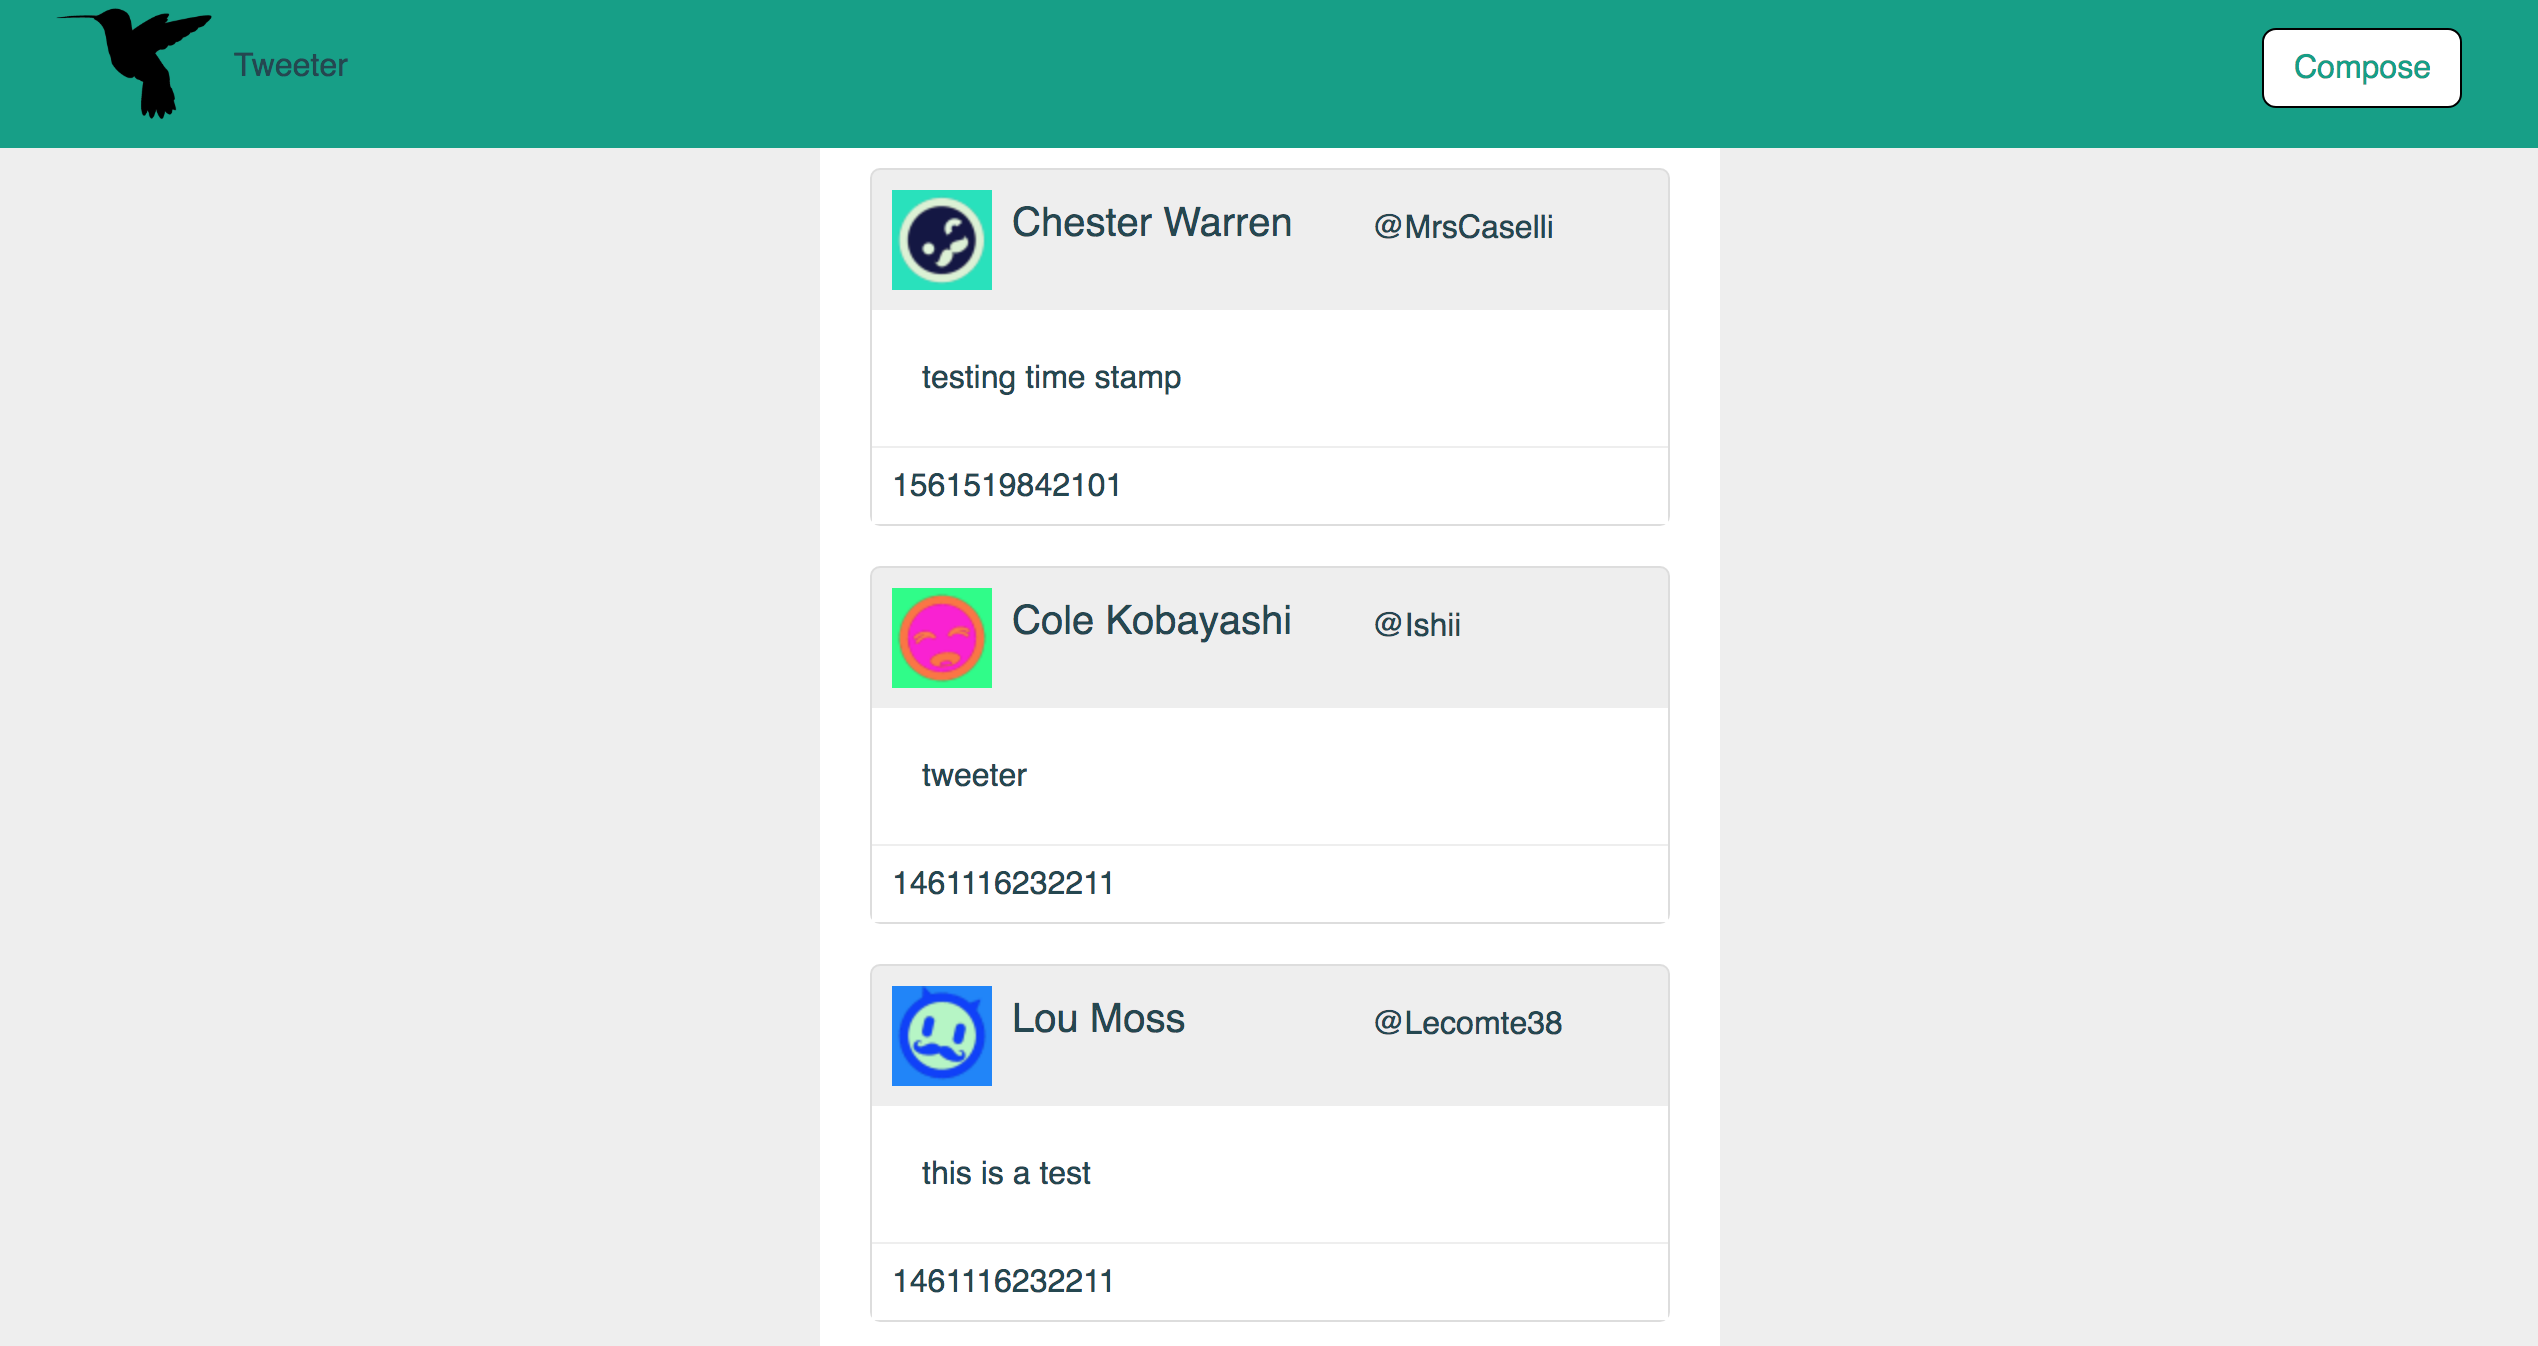 Tweeter
Compose
Chester Warren @MrsCaselli
testing time stamp
1561519842101
Cole Kobayashi @Ishii
tweeter
1461116232211
Lou Moss @Lecomte38
this is a test
1461116232211